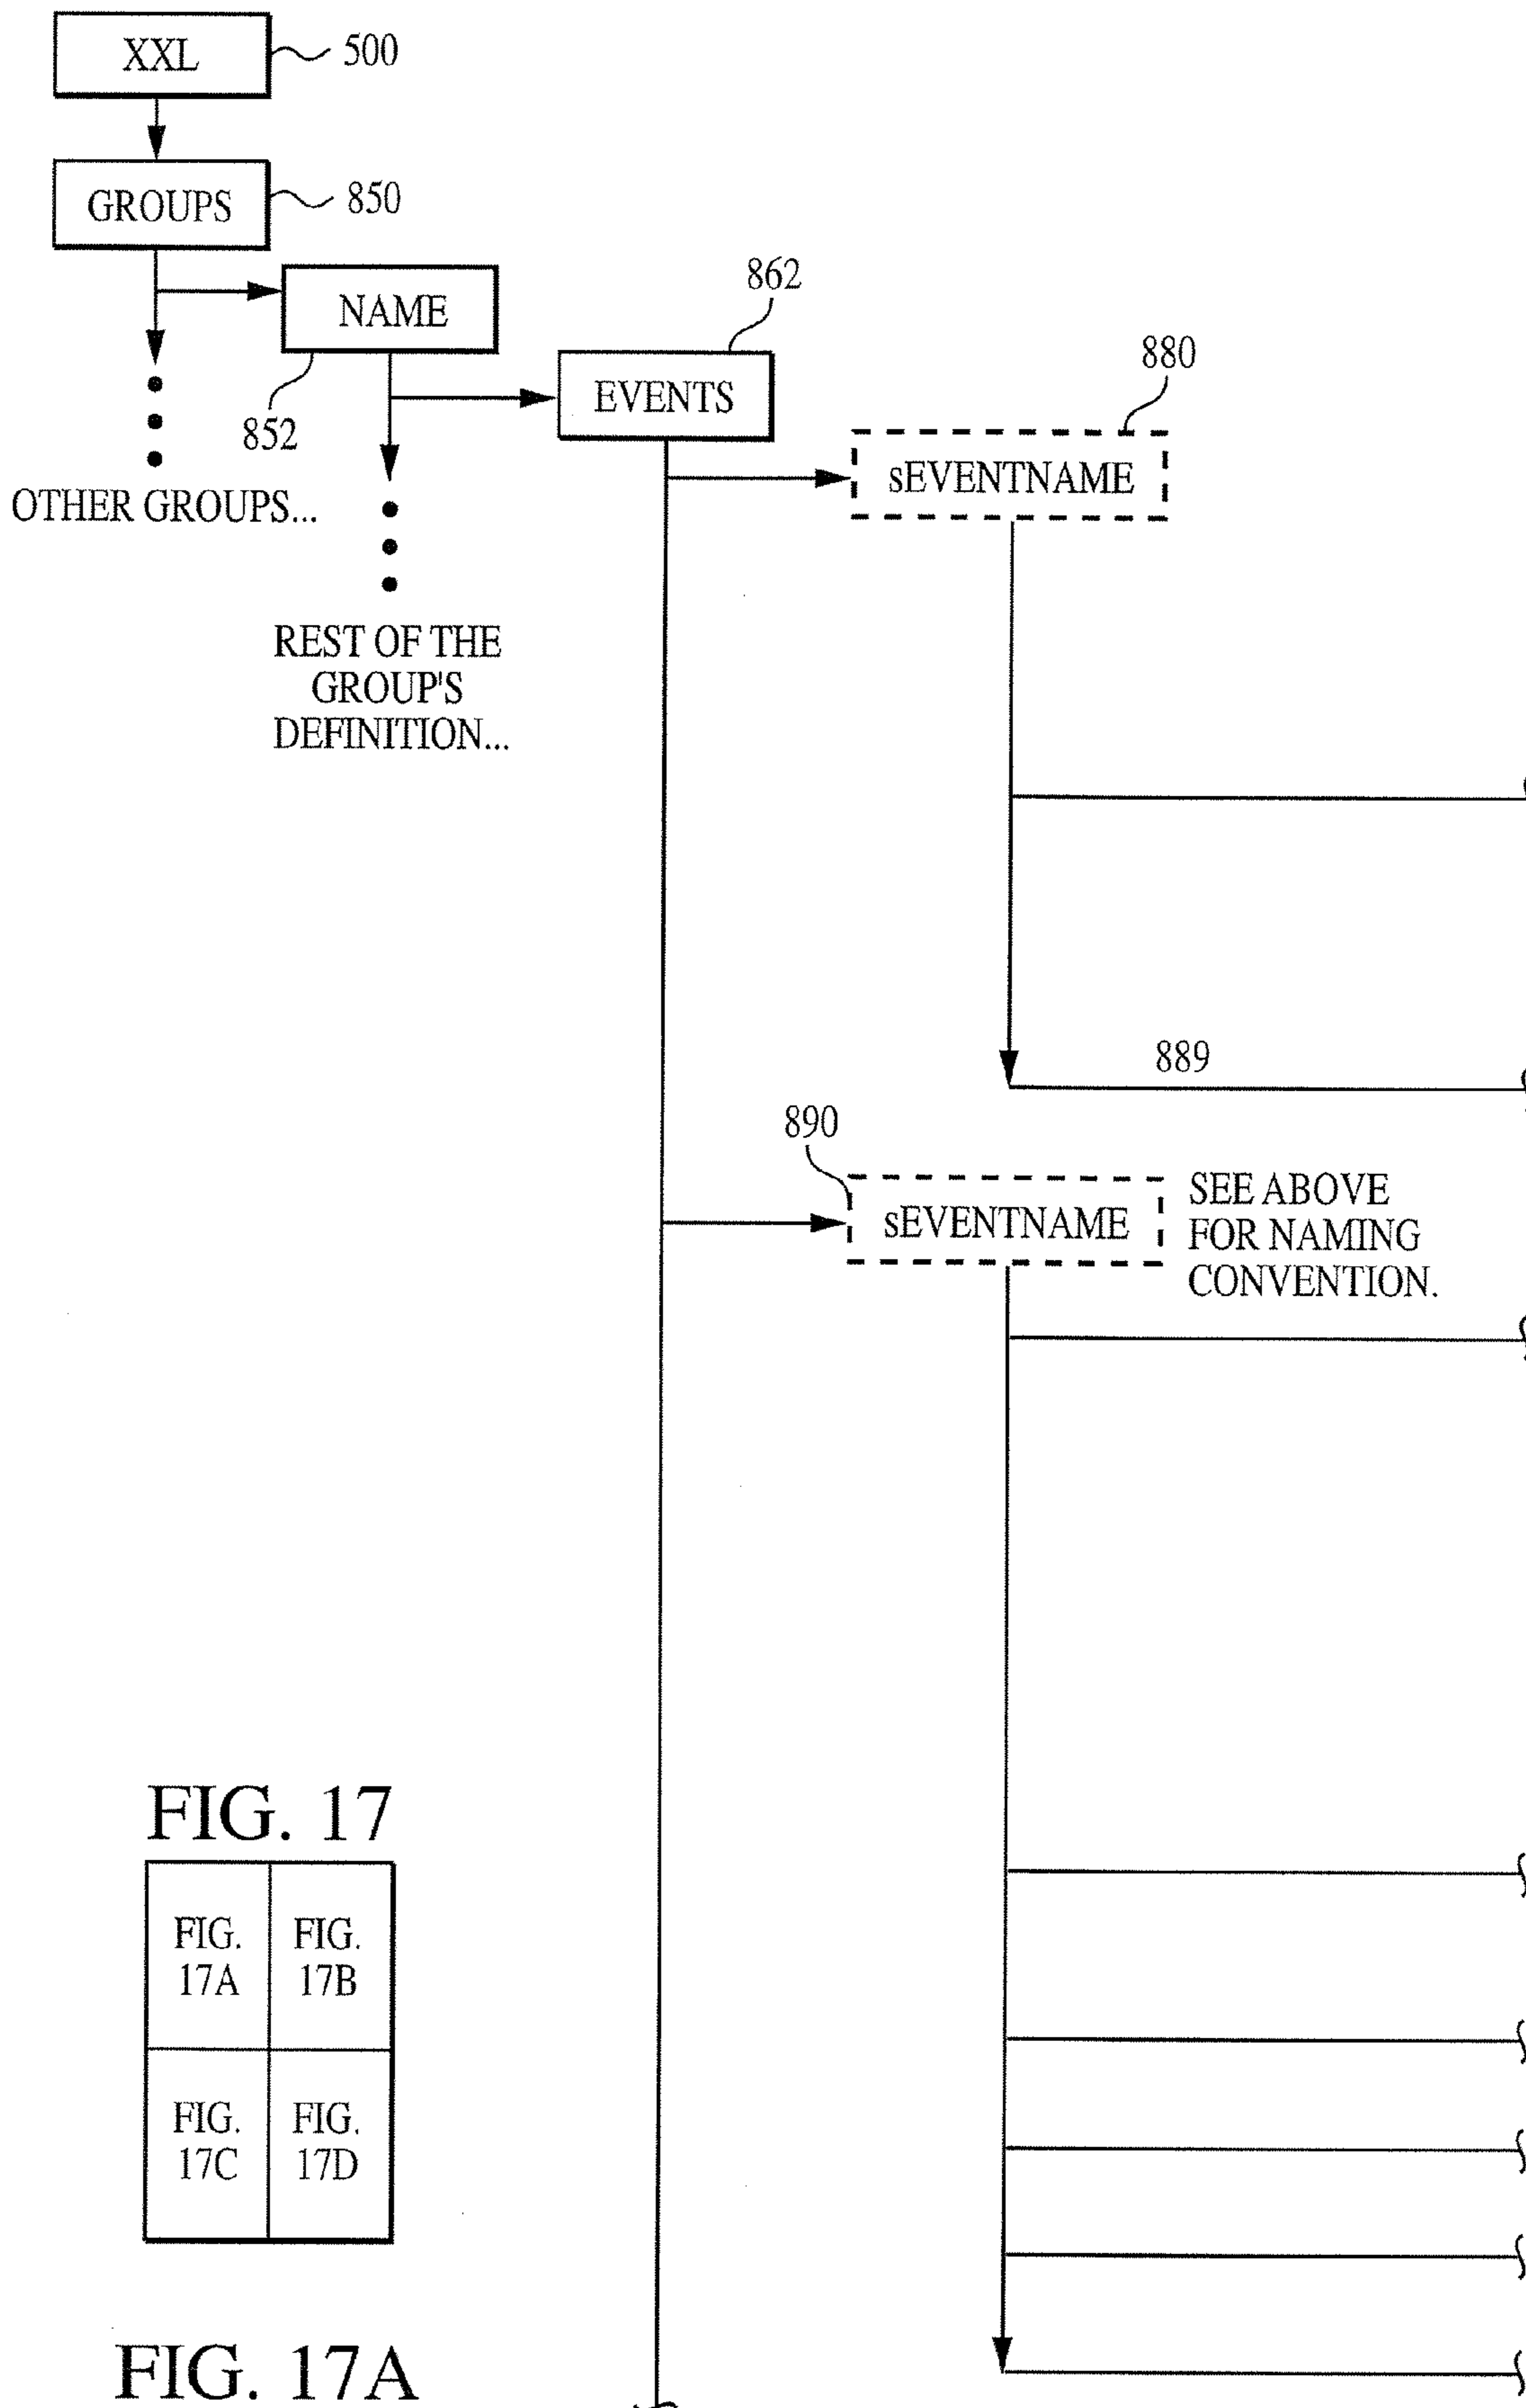 XXL
500
GROUPS
850
NAME
852
862
EVENTS
880
sEVENTNAME
OTHER GROUPS...
REST OF THE
GROUP'S
DEFINITION...
889
890
sEVENTNAME
SEE ABOVE
FOR NAMING
CONVENTION.
FIG. 17
FIG.
17A
FIG.
17B
FIG.
17C
FIG.
17D
FIG. 17A